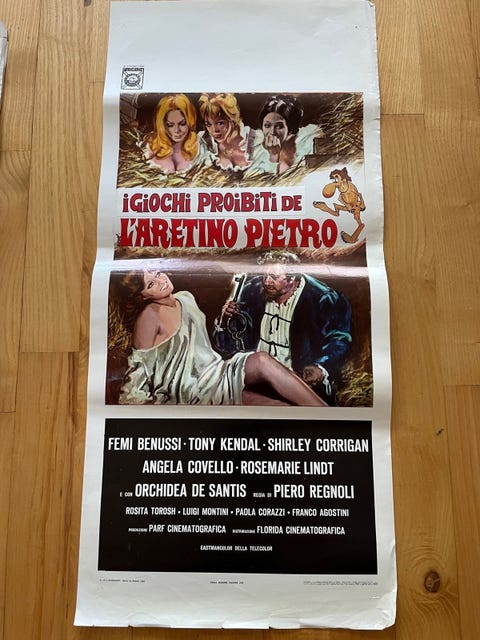 I GIOCHI PROIBITI DE
L'ARETINO PIETRO
FEMI BENUSSI · TONY KENDAL · SHIRLEY CORRIGAN
ANGELA COVELLO · ROSEMARIE LINDT
E CON ORCHIDEA DE SANTIS REGIA DI PIERO REGNOLI
ROSITA TOROSH · LUIGI MONTINI · PAOLA CORAZZI · FRANCO AGOSTINI
PRODUZIONE PARF CINEMATOGRAFICA DISTRIBUZIONE FLORIDA CINEMATOGRAFICA
EASTMANCOLOR DELLA TELECOLOR